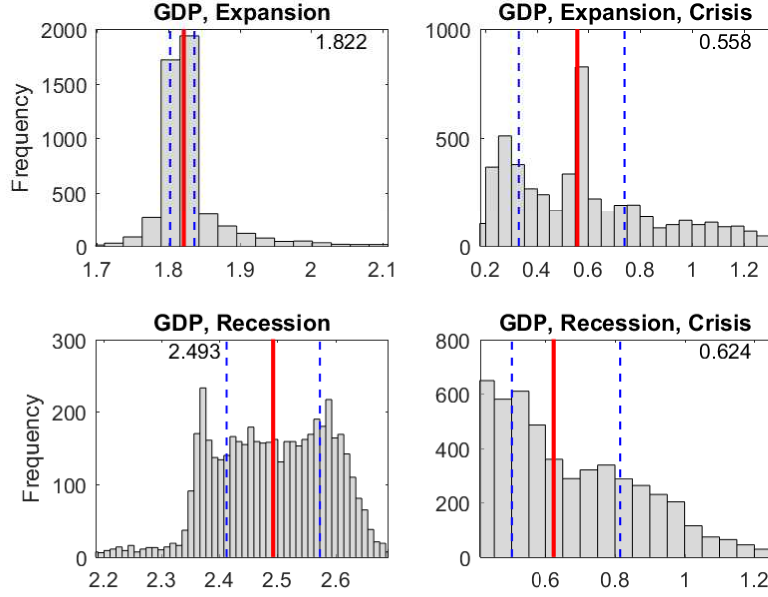 GDP, Expansion
GDP, Expansion, Crisis
2000
1.822
1000
0.558
1500
Frequency
1000
500
500
0
0
1.7 1.8 1.9 2 2.1
0.2 0.4 0.6 0.8 1 1.2
GDP, Recession
GDP, Recession, Crisis
300
2.493
800
0.624
600
200
Frequency
400
100
200
0
0
2.2 2.3 2.4 2.5 2.6
0.6 0.8 1 1.2